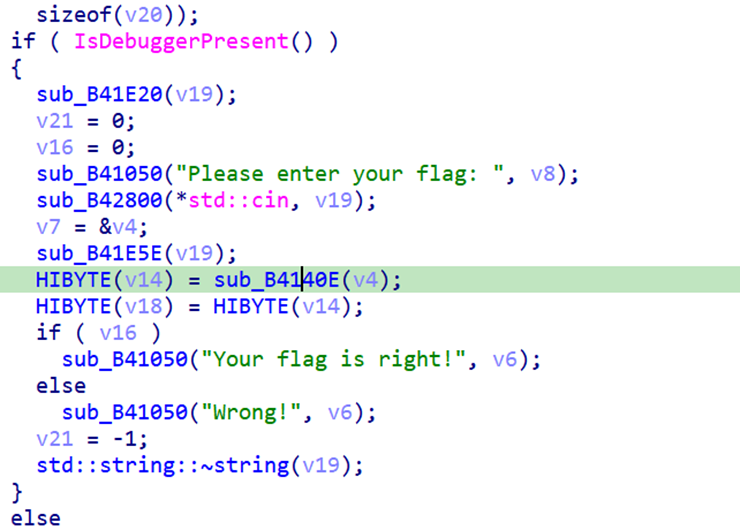 sizeof(v20));
if ( IsDebuggerPresent() )
{
sub_B41E20(v19);
v21 = 0;
v16 = 0;
sub_B41050("Please enter your flag: ", v8);
sub_B42800(*std::cin, v19);
v7 = &v4;
sub_B41E5E(v19);
HIBYTE(v14) = sub_B4140E(v4);
HIBYTE(v18) = HIBYTE(v14);
if ( v16 )
sub_B41050("Your flag is right!", v6);
else
sub_B41050("Wrong!", v6);
v21 = -1;
std::string::~string(v19);
}
else